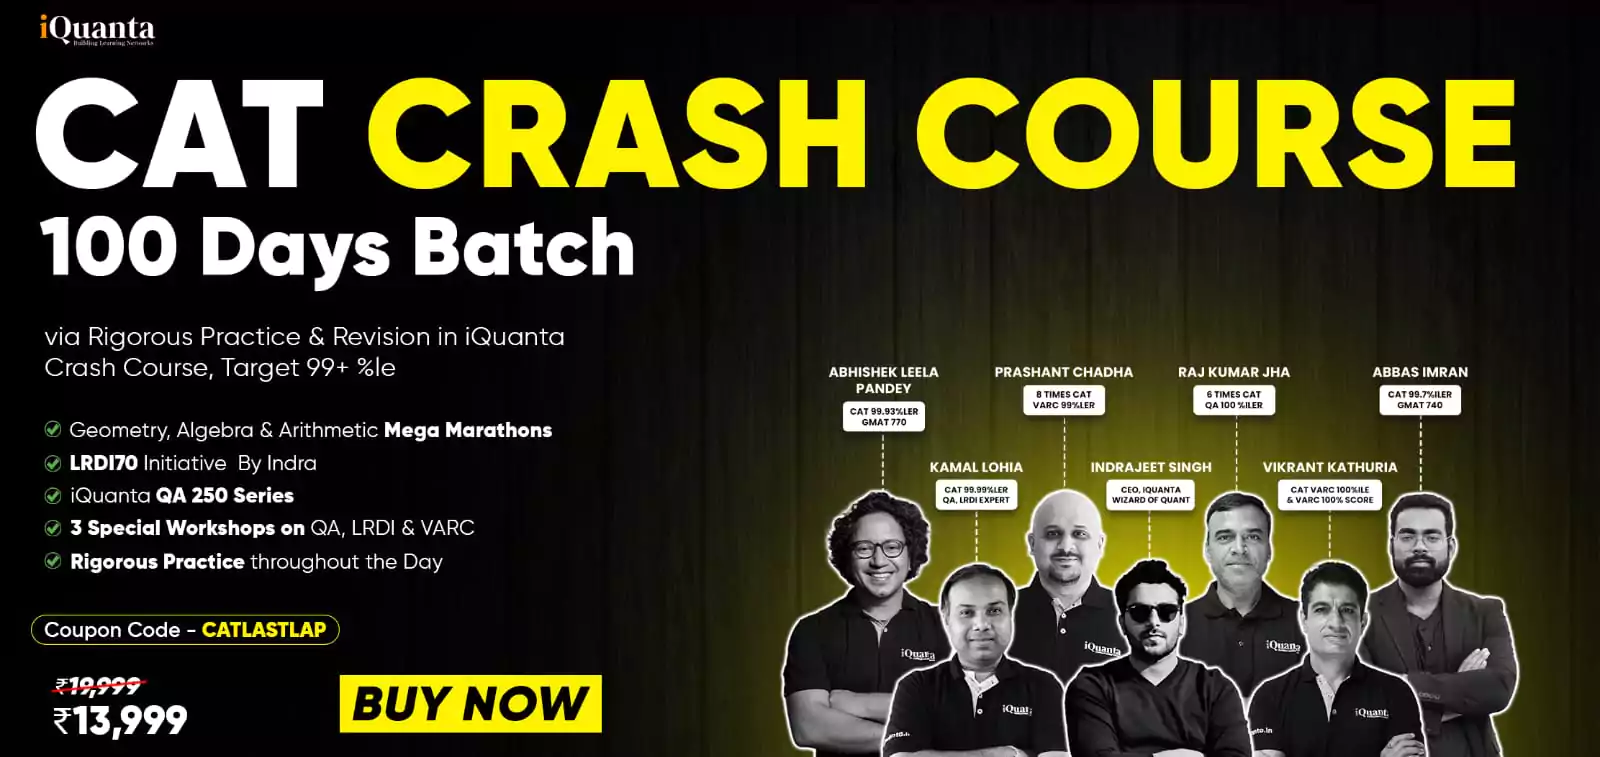 iQuanta
Building Learning Networks
CAT CRASH COURSE
100 Days Batch
via Rigorous Practice & Revision in iQuanta
Crash Course, Target 99+ %le
Geometry, Algebra & Arithmetic Mega Marathons
LRDI70 Initiative By Indra
iQuanta QA 250 Series
3 Special Workshops on QA, LRDI & VARC
Rigorous Practice throughout the Day
Coupon Code - CATLASTLAP
₹19,999
₹13,999
BUY NOW
ABHISHEK LEELA
PANDEY
CAT 99.93%LER
GMAT 770
PRASHANT CHADHA
8 TIMES CAT
VARC 99%LER
RAJ KUMAR JHA
6 TIMES CAT
QA 100 %ILER
ABBAS IMRAN
CAT 99.7%ILER
GMAT 740
KAMAL LOHIA
CAT 99.99%LER
QA, LRDI EXPERT
INDRAJEET SINGH
CEO, IQUANTA
WIZARD OF QUANT
VIKRANT KATHURIA
CAT VARC 100%ILE
& VARC 100% SCORE
iQuanta
iQuanta
iQuanta
iQuant
iQuanta